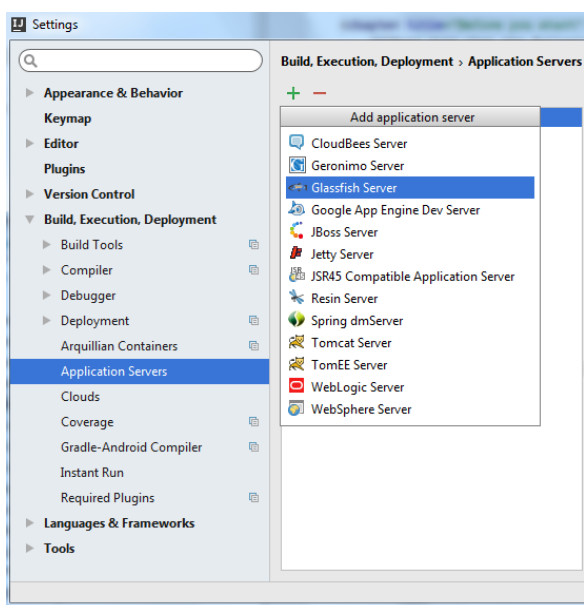 IJ Settings
Build, Execution, Deployment › Application Servers
Appearance & Behavior
Keymap
Editor
Plugins
Version Control
Build, Execution, Deployment
Build Tools
Compiler
Debugger
Deployment
Arquillian Containers
Application Servers
Clouds
Coverage
Gradle-Android Compiler
Instant Run
Required Plugins
Languages & Frameworks
Tools
Add application server
CloudBees Server
Geronimo Server
Glassfish Server
Google App Engine Dev Server
JBoss Server
Jetty Server
JSR45 Compatible Application Server
Resin Server
Spring dmServer
Tomcat Server
TomEE Server
WebLogic Server
WebSphere Server